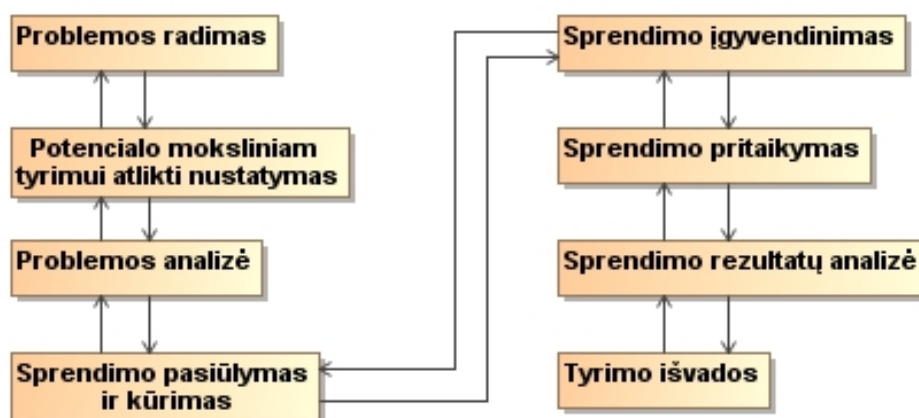 Problemos radimas
Potencialo moksliniam
tyrimui atlikti nustatymas
Problemos analizė
Sprendimo pasiūlymas
ir kūrimas
Sprendimo įgyvendinimas
Sprendimo pritaikymas
Sprendimo rezultatų analizė
Tyrimo išvados